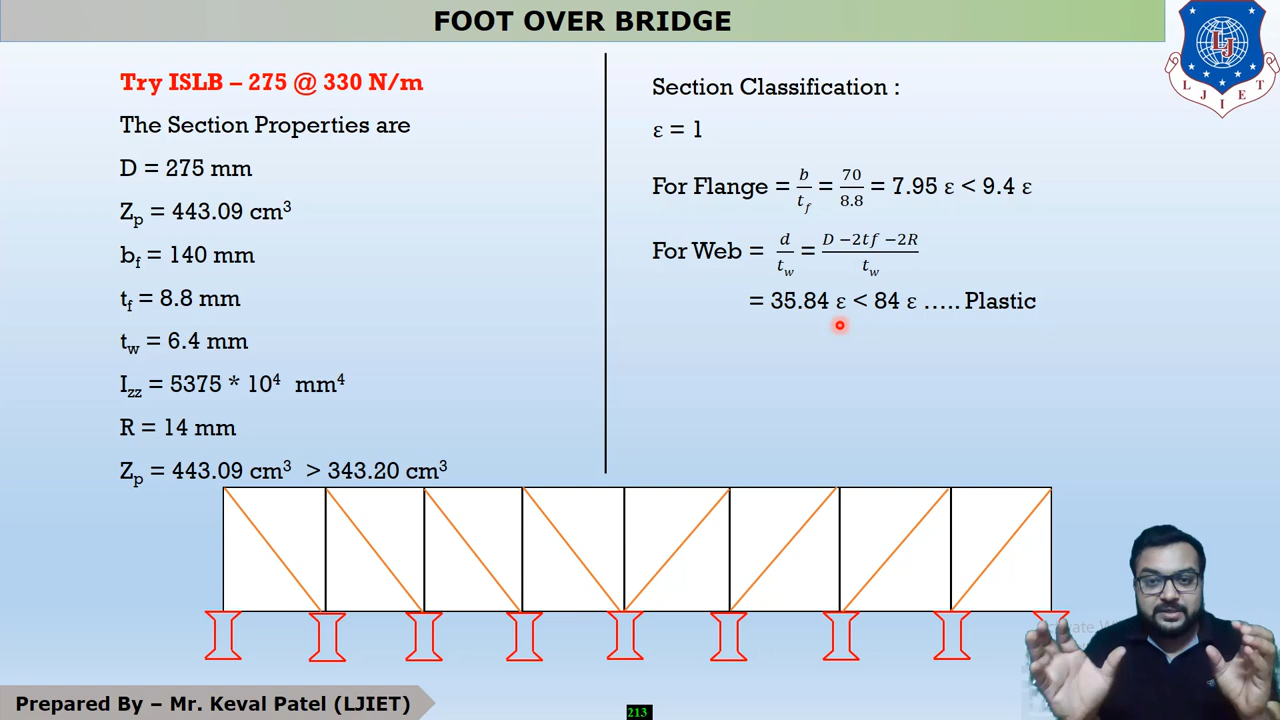 FOOT OVER BRIDGE
Try ISLB – 275 @ 330 N/m
The Section Properties are
D = 275 mm
Zp = 443.09 cm³
bf = 140 mm
tf = 8.8 mm
tw = 6.4 mm
Izz = 5375 * 10⁴ mm⁴
R = 14 mm
Zp = 443.09 cm³ > 343.20 cm³
Section Classification :
ε = 1
For Flange = b/tf = 70/8.8 = 7.95 ε < 9.4 ε
For Web = d/tw = D −2tf −2R/tw
= 35.84 ε < 84 ε ….. Plastic
LJ
L J I E T
Prepared By – Mr. Keval Patel (LJIET)
213